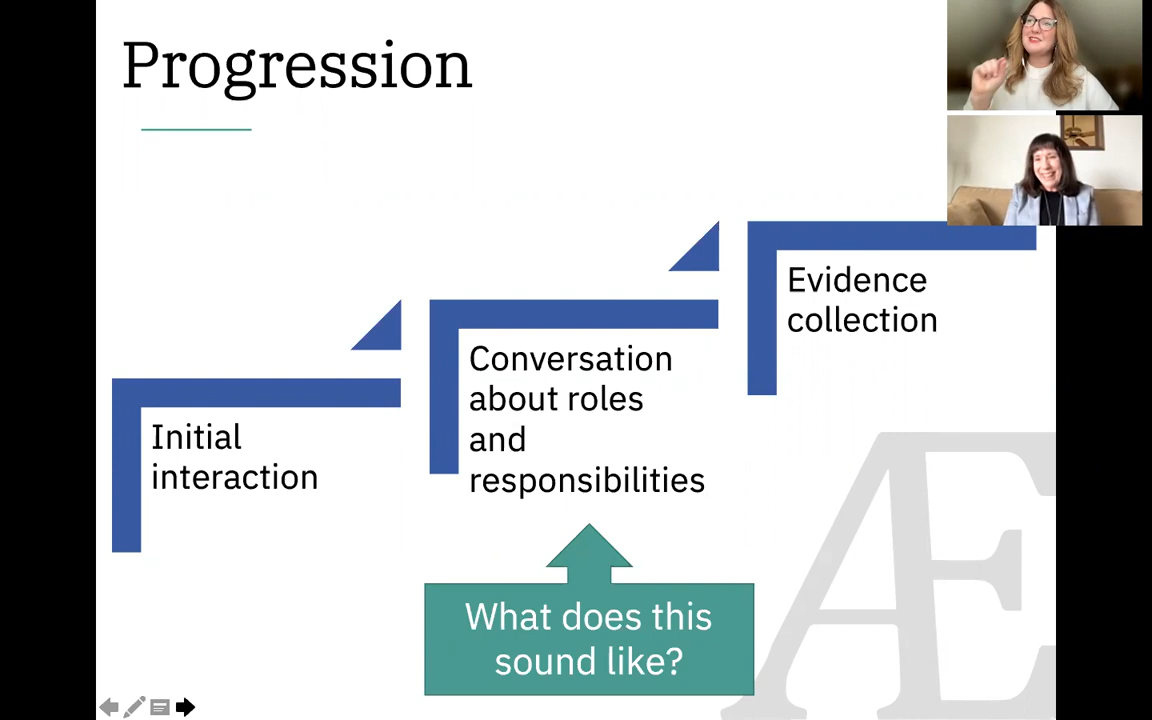 Progression
Initial
interaction
Conversation
about roles
and
responsibilities
Evidence
collection
What does this
sound like?
Æ